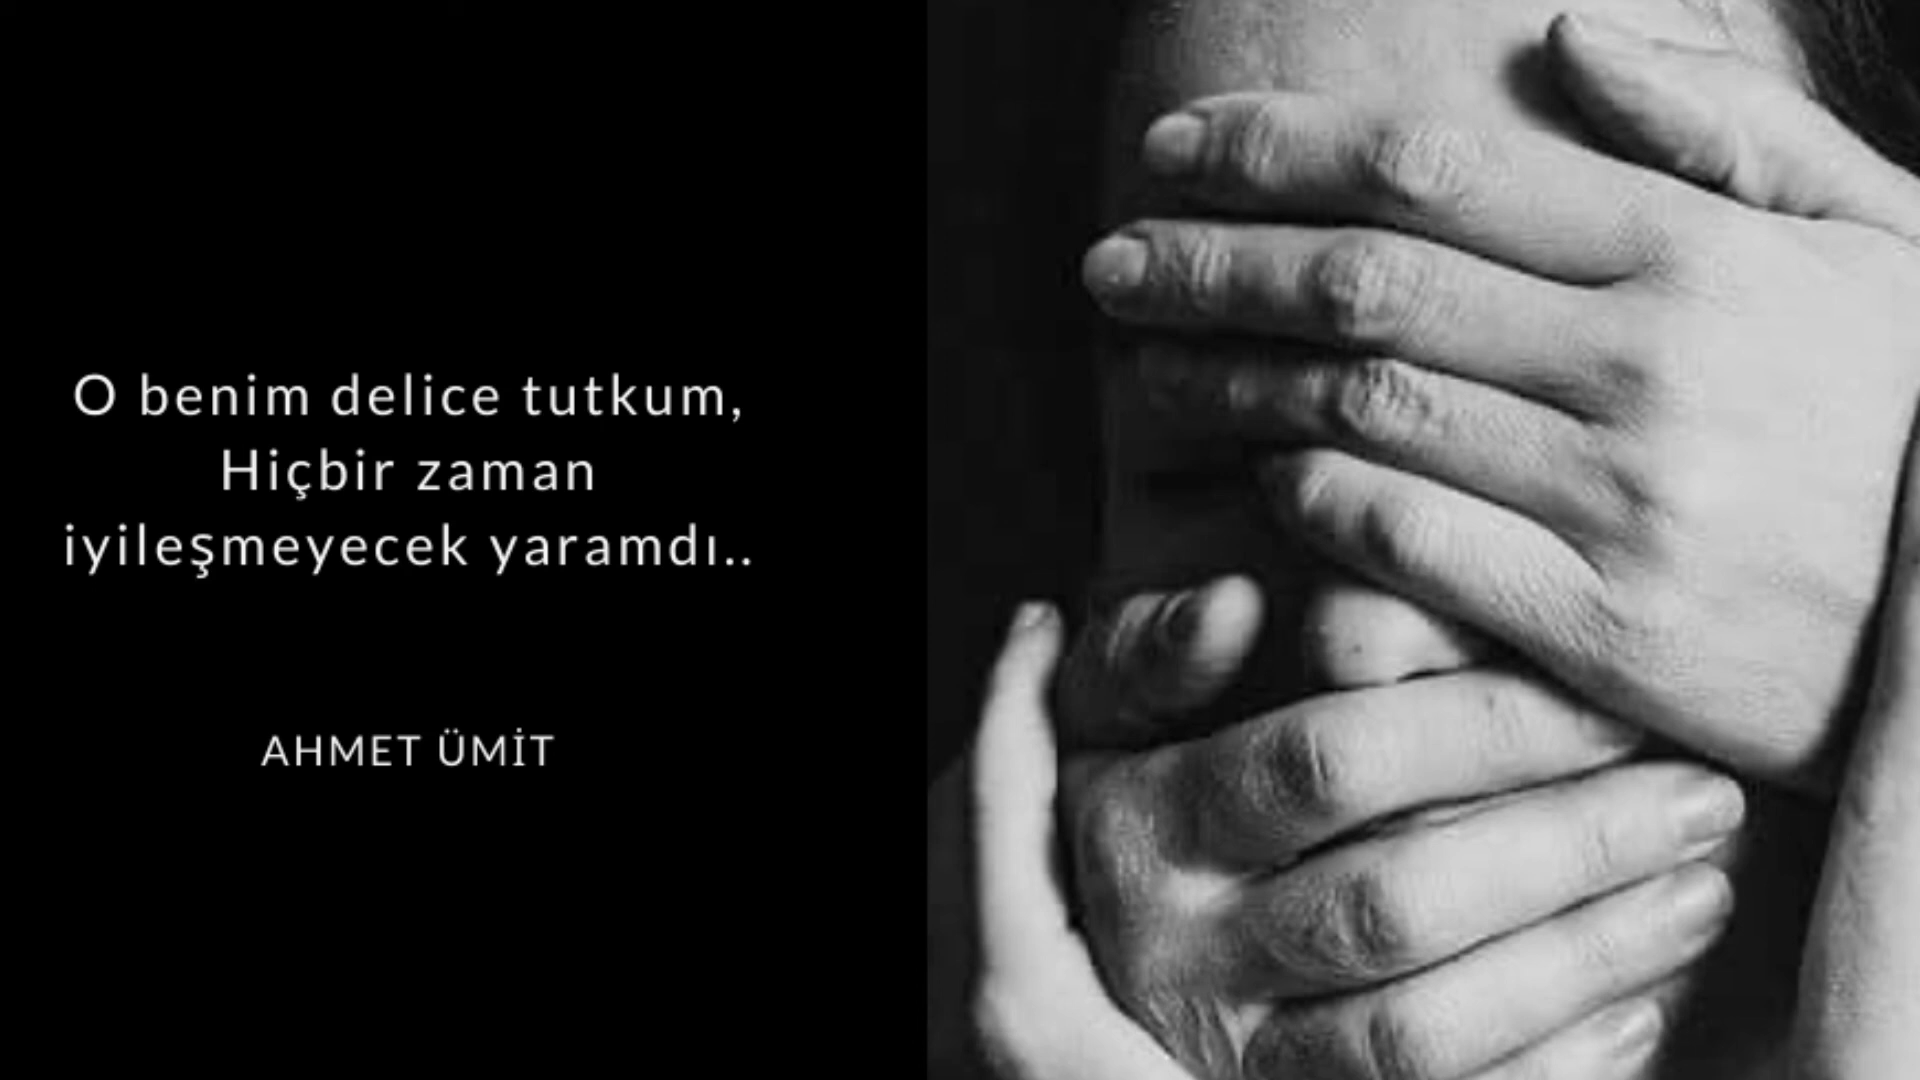 O benim delice tutkum,
Hiçbir zaman
iyileşmeyecek yaramdı..
AHMET ÜMİT